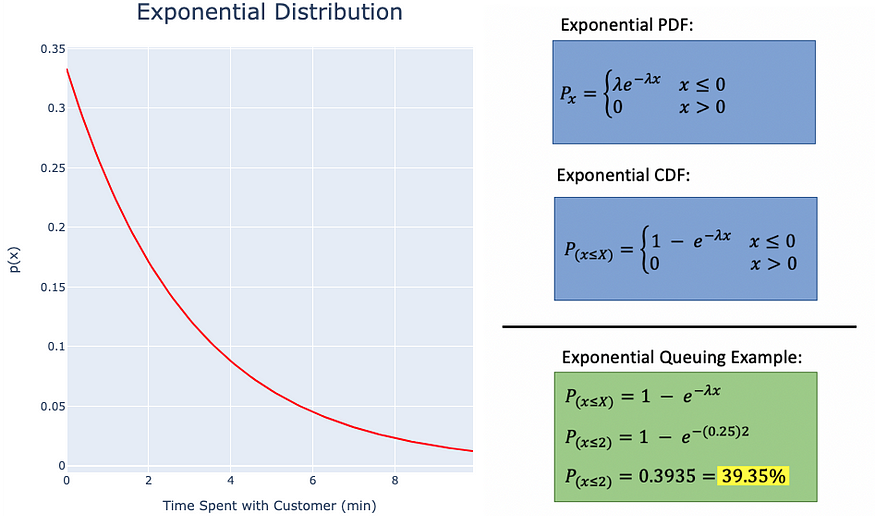 Exponential Distribution
0.35
0.3
0.25
0.2
0.15
0.1
0.05
0
p(x)
0 2 4 6 8
Time Spent with Customer (min)
Exponential PDF:
Pₓ = { λe^(−λx) x ≤ 0
0 x > 0
Exponential CDF:
P₍ₓ≤X₎ = { 1 − e^(−λx) x ≤ 0
0 x > 0
Exponential Queuing Example:
P₍ₓ≤X₎ = 1 − e^(−λx)
P₍ₓ≤2₎ = 1 − e^(−(0.25)2)
P₍ₓ≤2₎ = 0.3935 = 39.35%